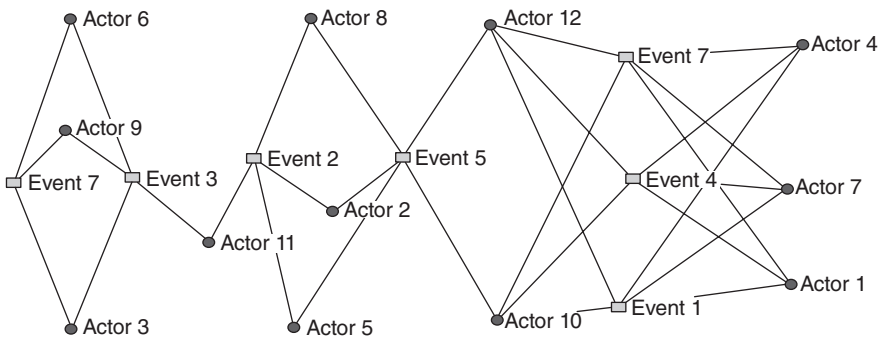 Actor 6
Actor 8
Actor 12
Actor 4
Event 7
Actor 9
Event 2
Event 5
Event 7
Event 3
Event 4
Actor 7
Actor 2
Actor 11
Actor 1
Event 1
Actor 3
Actor 5
Actor 10